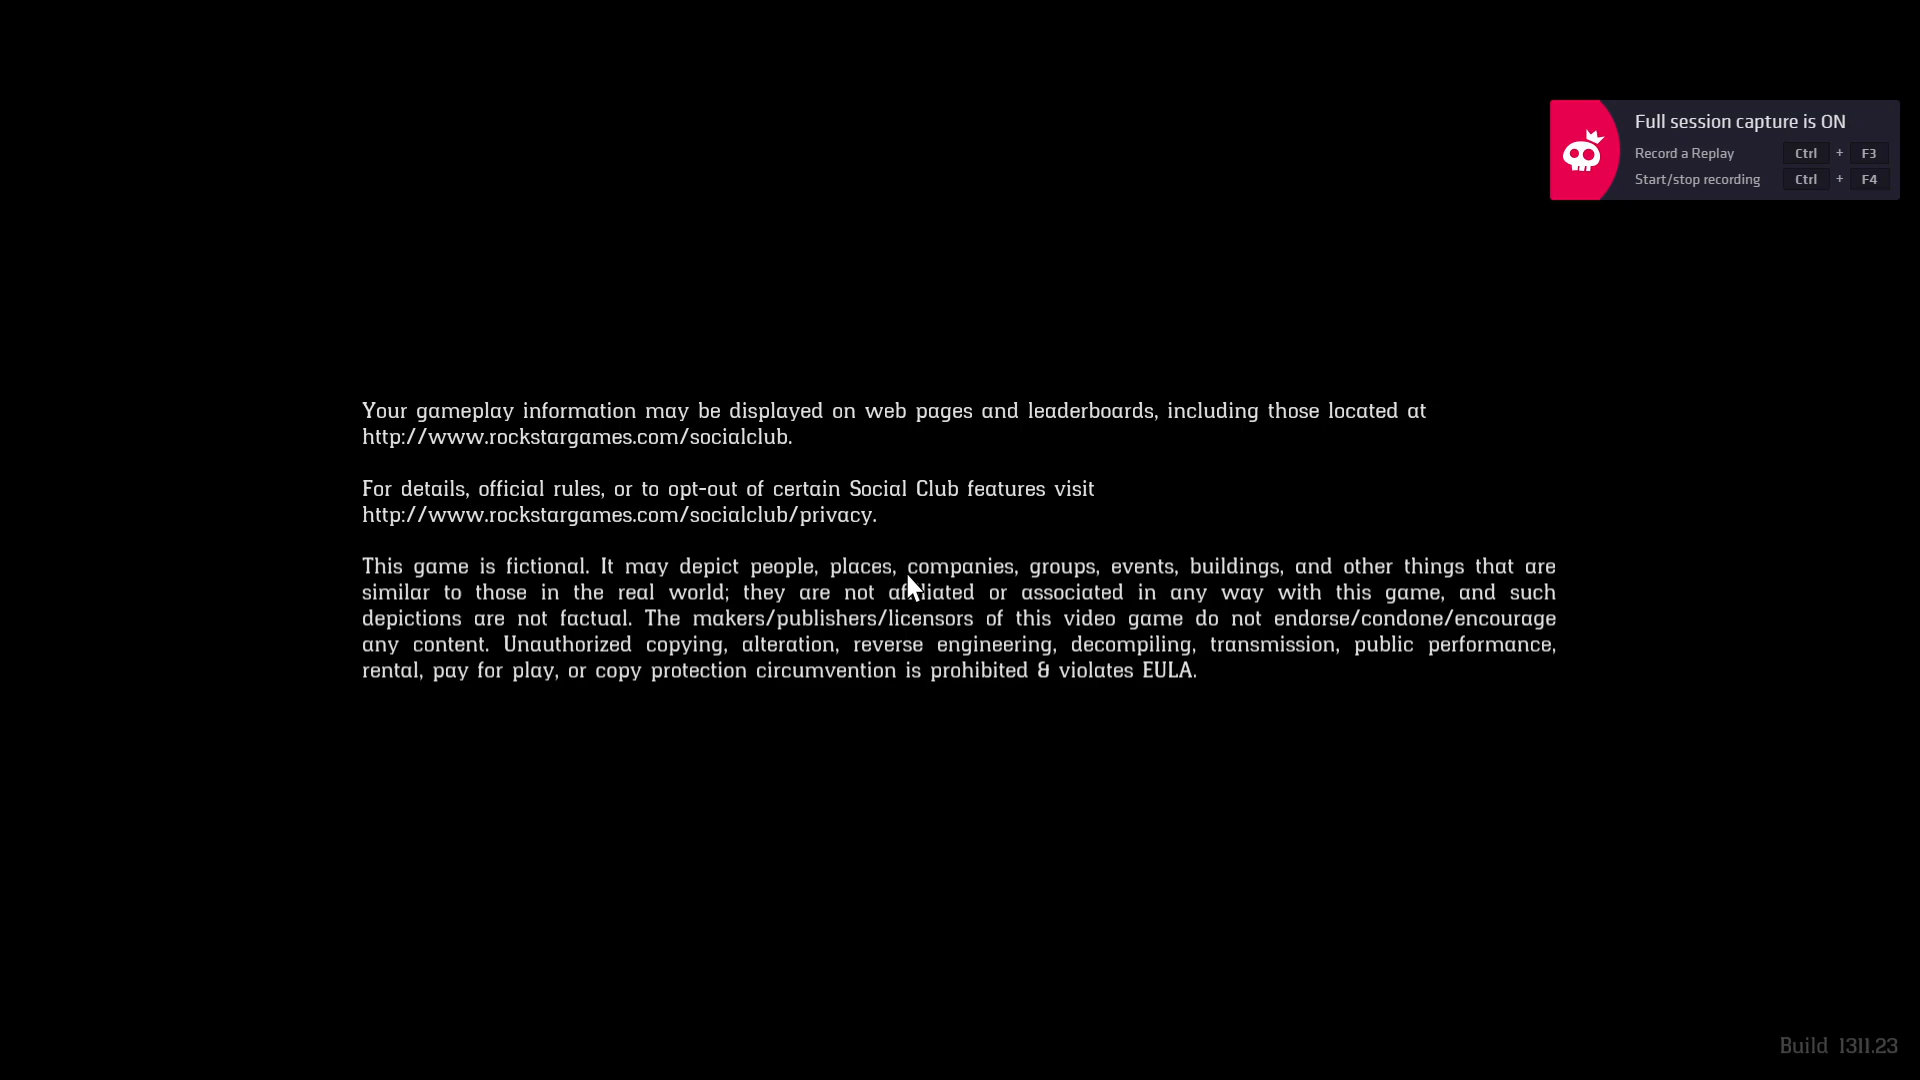 Full session capture is ON
Record a Replay Ctrl + F3
Start/stop recording Ctrl + F4
Your gameplay information may be displayed on web pages and leaderboards, including those located at
http://www.rockstargames.com/socialclub.
For details, official rules, or to opt-out of certain Social Club features visit
http://www.rockstargames.com/socialclub/privacy.
This game is fictional. It may depict people, places, companies, groups, events, buildings, and other things that are
similar to those in the real world; they are not affiliated or associated in any way with this game, and such
depictions are not factual. The makers/publishers/licensors of this video game do not endorse/condone/encourage
any content. Unauthorized copying, alteration, reverse engineering, decompiling, transmission, public performance,
rental, pay for play, or copy protection circumvention is prohibited & violates EULA.
Build 1311.23